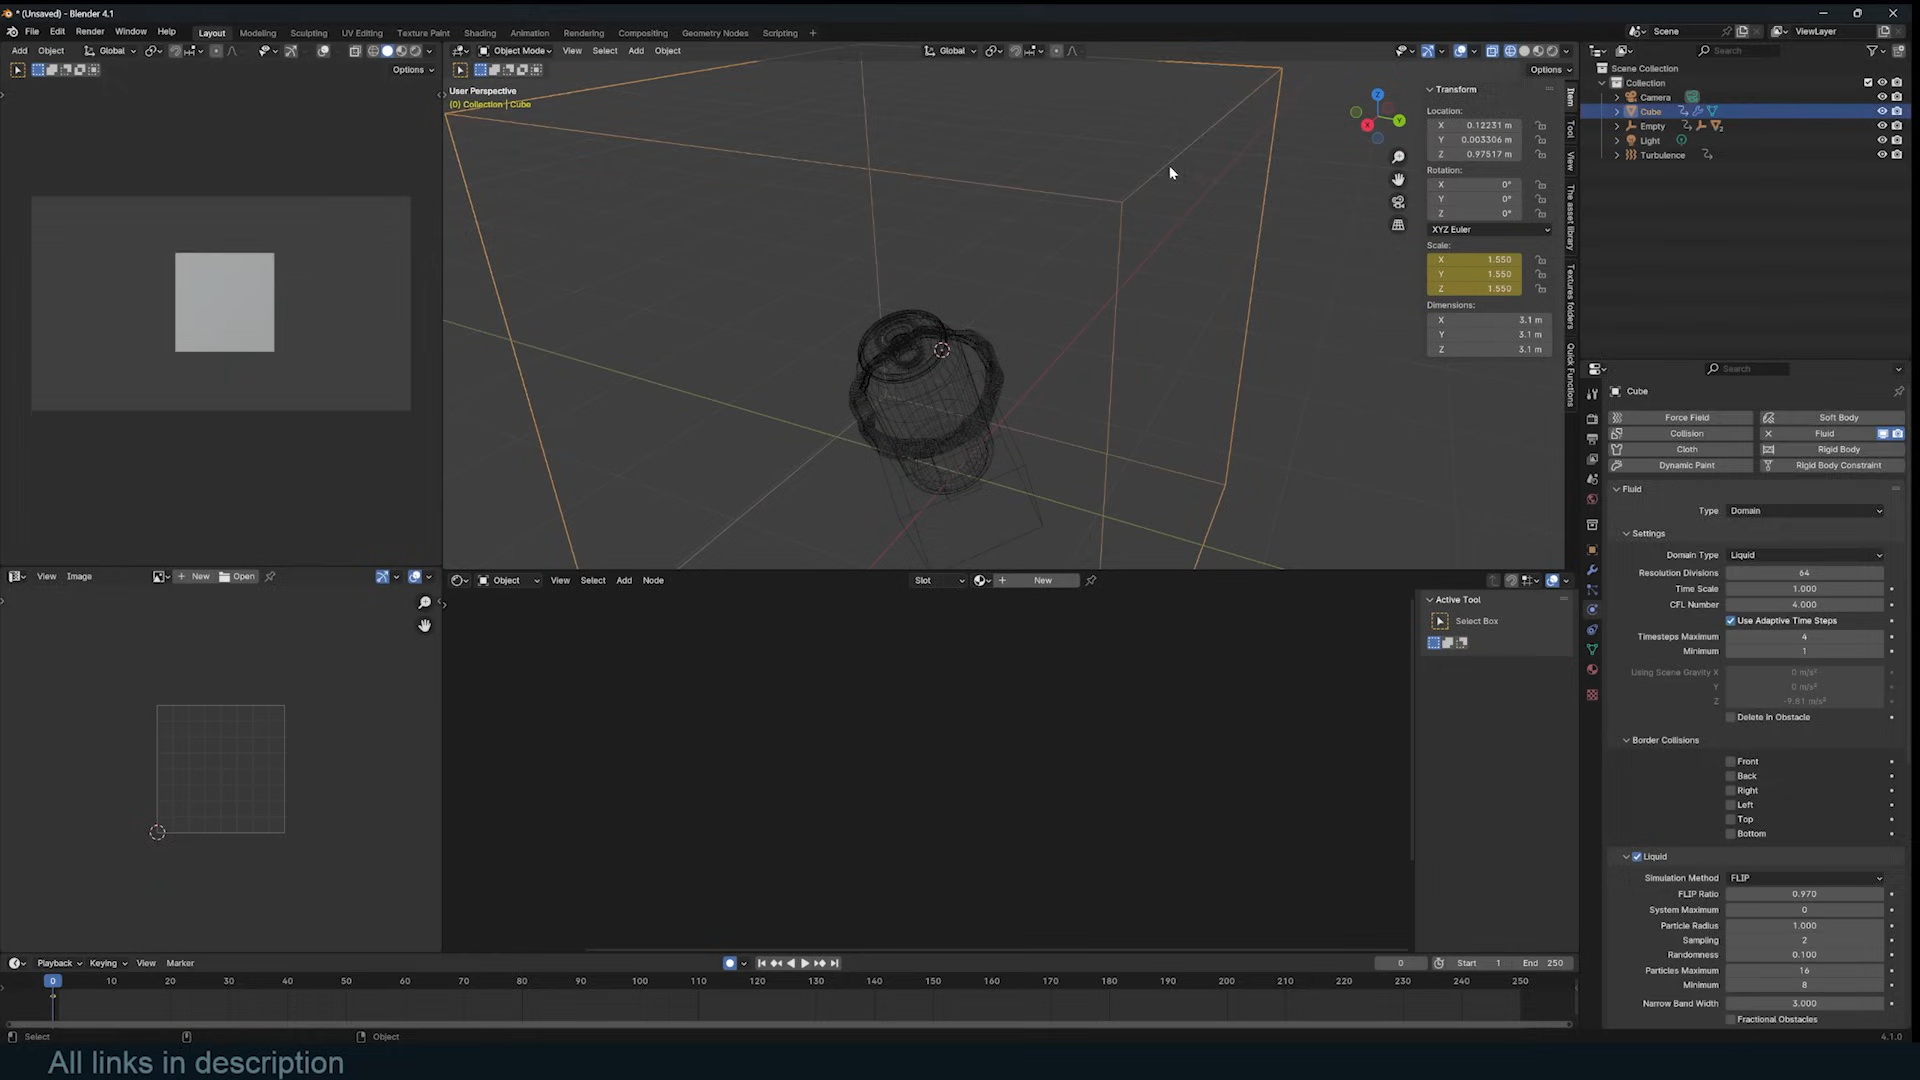 * (Unsaved) - Blender 4.1
File Edit Render Window Help Layout Modeling Sculpting UV Editing Texture Paint Shading Animation Rendering Compositing Geometry Nodes Scripting +
Scene ViewLayer
Add Object Global
Options
Object Mode View Select Add Object Global
Options
User Perspective
(0) Collection | Cube
Z
Y
X
Transform
Location:
X 0.12231 m
Y 0.003306 m
Z 0.97517 m
Rotation:
X 0°
Y 0°
Z 0°
XYZ Euler
Scale:
X 1.550
Y 1.550
Z 1.550
Dimensions:
X 3.1 m
Y 3.1 m
Z 3.1 m
Item
Tool
View
The asset library
Textures folders
Quick Functions
Search
Scene Collection
Collection
Camera
Cube
Empty 2
Light
Turbulence
Search
Cube
Force Field Soft Body
Collision Fluid
Cloth Rigid Body
Dynamic Paint Rigid Body Constraint
Fluid
Type Domain
Settings
Domain Type Liquid
Resolution Divisions 64
Time Scale 1.000
CFL Number 4.000
Use Adaptive Time Steps
Timesteps Maximum 4
Minimum 1
Using Scene Gravity X 0 m/s²
Y 0 m/s²
Z -9.81 m/s²
Delete in Obstacle
Border Collisions
Front
Back
Right
Left
Top
Bottom
Liquid
Simulation Method FLIP
FLIP Ratio 0.970
System Maximum 0
Particle Radius 1.000
Sampling 2
Randomness 0.100
Particles Maximum 16
Minimum 8
Narrow Band Width 3.000
Fractional Obstacles
View Image + New Open
Object View Select Add Node Slot + New
Active Tool
Select Box
Playback Keying View Marker 0 Start 1 End 250
0 10 20 30 40 50 60 70 80 90 100 110 120 130 140 150 160 170 180 190 200 210 220 230 240 250
Select Object 4.1.0
All links in description